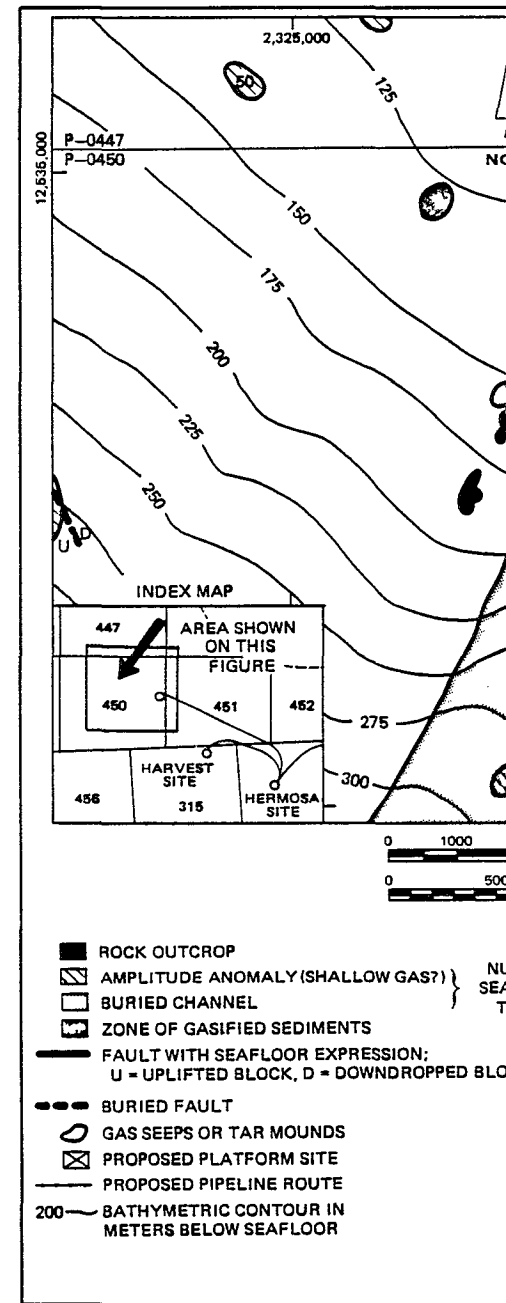 2,325,000
50
125
P-0447
P-0450
12,535,000
NO
150
175
200
225
250
U
D
INDEX MAP
447
AREA SHOWN
ON THIS
FIGURE
450
451
452
HARVEST
SITE
456
315
HERMOSA
SITE
275
300
0 1000
0 500
ROCK OUTCROP
AMPLITUDE ANOMALY (SHALLOW GAS?)
BURIED CHANNEL
NU
SEA
T
ZONE OF GASIFIED SEDIMENTS
FAULT WITH SEAFLOOR EXPRESSION;
U = UPLIFTED BLOCK, D = DOWNDROPPED BLO
BURIED FAULT
GAS SEEPS OR TAR MOUNDS
PROPOSED PLATFORM SITE
PROPOSED PIPELINE ROUTE
200 BATHYMETRIC CONTOUR IN
METERS BELOW SEAFLOOR